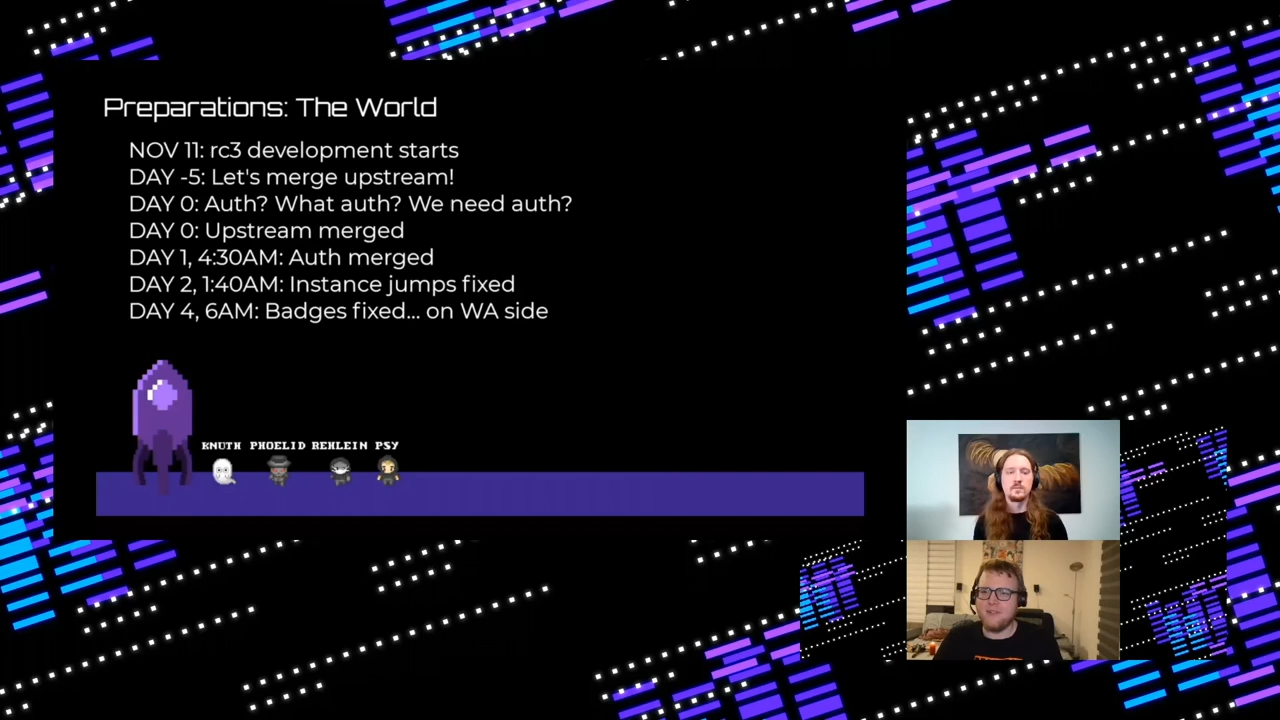 Preparations: The World
NOV 11: rc3 development starts
DAY -5: Let's merge upstream!
DAY 0: Auth? What auth? We need auth?
DAY 0: Upstream merged
DAY 1, 4:30AM: Auth merged
DAY 2, 1:40AM: Instance jumps fixed
DAY 4, 6AM: Badges fixed... on WA side
KNUTH PHOELID REHLEIN PSY